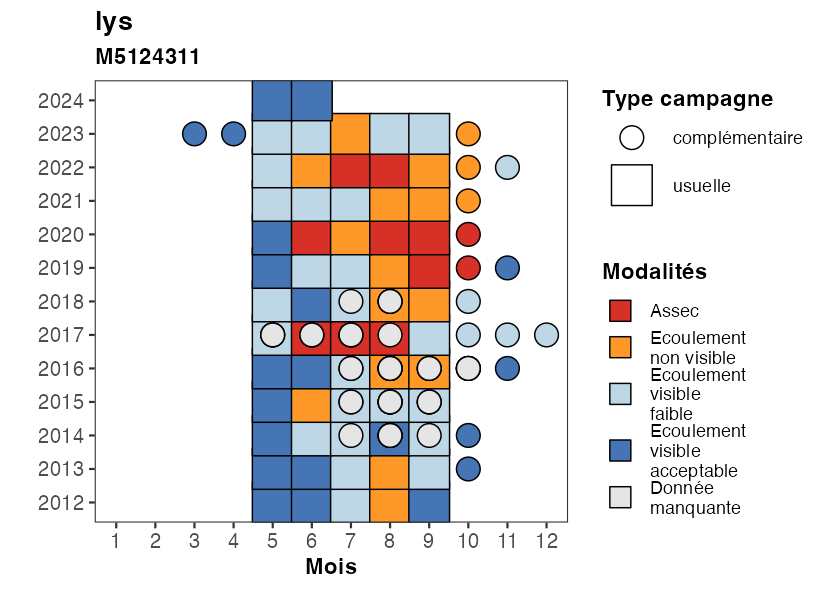 lys
M5124311
2024
2023
2022
2021
2020
2019
2018
2017
2016
2015
2014
2013
2012
1 2 3 4 5 6 7 8 9 10 11 12
Mois
Type campagne
complémentaire
usuelle
Modalités
Assec
Ecoulement
non visible
Ecoulement
visible
faible
Ecoulement
visible
acceptable
Donnée
manquante